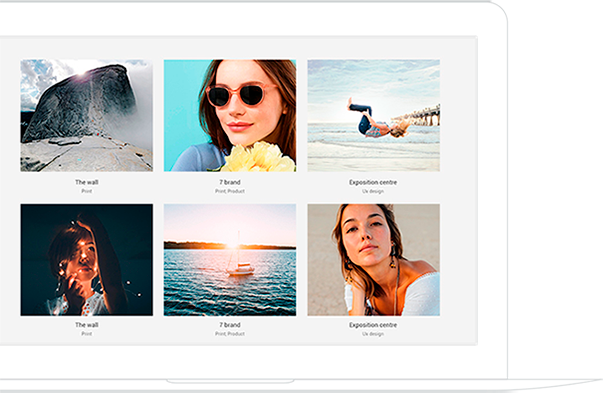 The wall
Print
7 brand
Print, Product
Exposition centre
Ux design
The wall
Print
7 brand
Print, Product
Exposition centre
Ux design